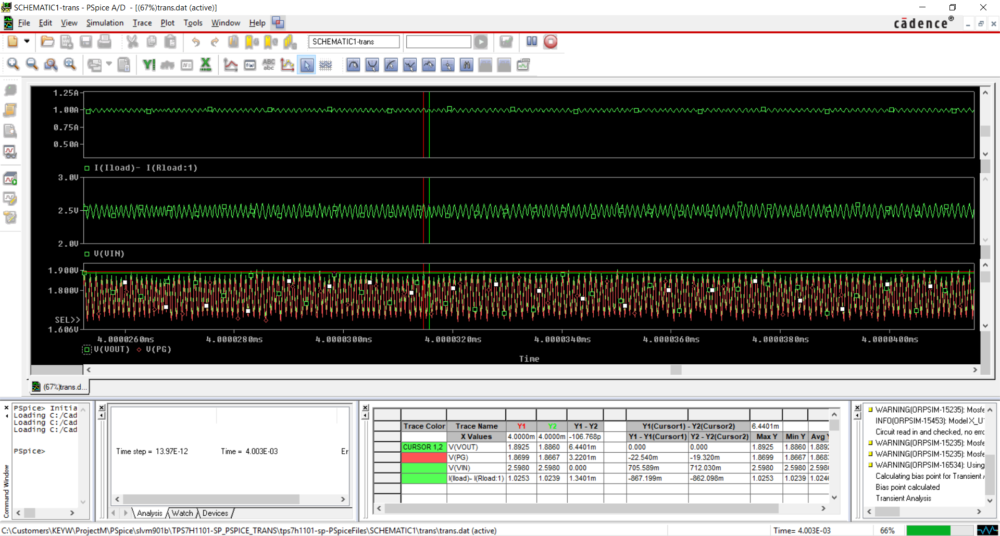 SCHEMATIC1-trans - PSpice A/D - [(67%)trans.dat (active)]
File Edit View Simulation Trace Plot Tools Window Help
cādence®
SCHEMATIC1-trans
ABC
abc
1.25A
1.00A
0.75A
0.50A
I(Iload)- I(Rload:1)
3.0V
2.5V
2.0V
V(VIN)
1.900V
1.800V
SEL>>
1.606V
4.0000260ms 4.0000280ms 4.0000300ms 4.0000320ms 4.0000340ms 4.0000360ms 4.0000380ms 4.0000400ms
V(VOUT) V(PG)
Time
(67%)trans.d...
PSpice> Initia
Loading C:/Cad
Loading C:/Cad
Loading C:/Cad
PSpice>
Command Window
Time step = 13.97E-12 Time = 4.003E-03 Er
Analysis Watch Devices
Trace Color Trace Name Y1 Y2 Y1 - Y2 Y1(Cursor1) - Y2(Cursor2) 6.4401m
X Values 4.0000m 4.0000m -106.768p Y1 - Y1(Cursor1) Y2 - Y2(Cursor2) Max Y Min Y Avg Y
CURSOR 1,2 V(VOUT) 1.8925 1.8860 6.4401m 0.000 0.000 1.8925 1.8860 1.8892
V(PG) 1.8699 1.8667 3.2201m -22.540m -19.320m 1.8699 1.8667 1.868
V(VIN) 2.5980 2.5980 0.000 705.589m 712.030m 2.5980 2.5980 2.598
I(Iload)- I(Rload:1) 1.0253 1.0239 1.3401m -867.199m -862.098m 1.0253 1.0239 1.024
WARNING(ORPSIM-15235): Mosfe
INFO(ORPSIM-15453): Model X_U
Circuit read in and checked, no erro
WARNING(ORPSIM-15235): Mosfe
WARNING(ORPSIM-15235): Mosfe
WARNING(ORPSIM-16534): Using
Calculating bias point for Transient
Bias point calculated
Transient Analysis
C:\Customers\KEYW\ProjectM\PSpice\slvm901b\TPS7H1101-SP_PSPICE_TRANS\tps7h1101-sp-PSpiceFiles\SCHEMATIC1\trans\trans.dat (active)
Time= 4.003E-03 66%